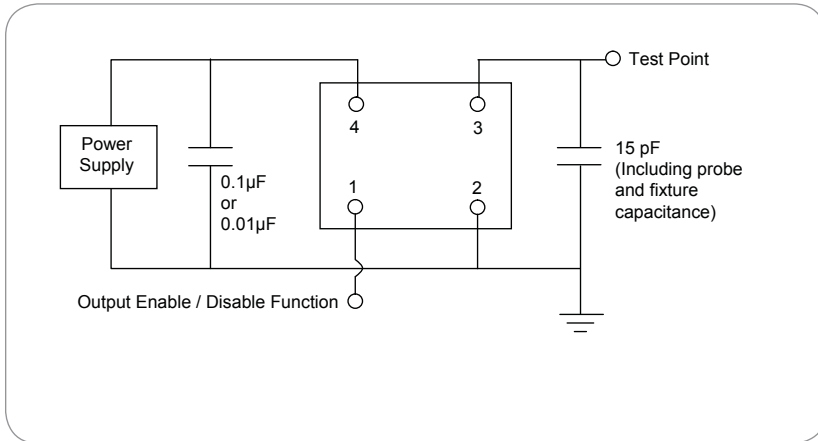 Test Point
4
3
Power
Supply
15 pF
(Including probe
and fixture
capacitance)
0.1µF
or
0.01µF
1
2
Output Enable / Disable Function